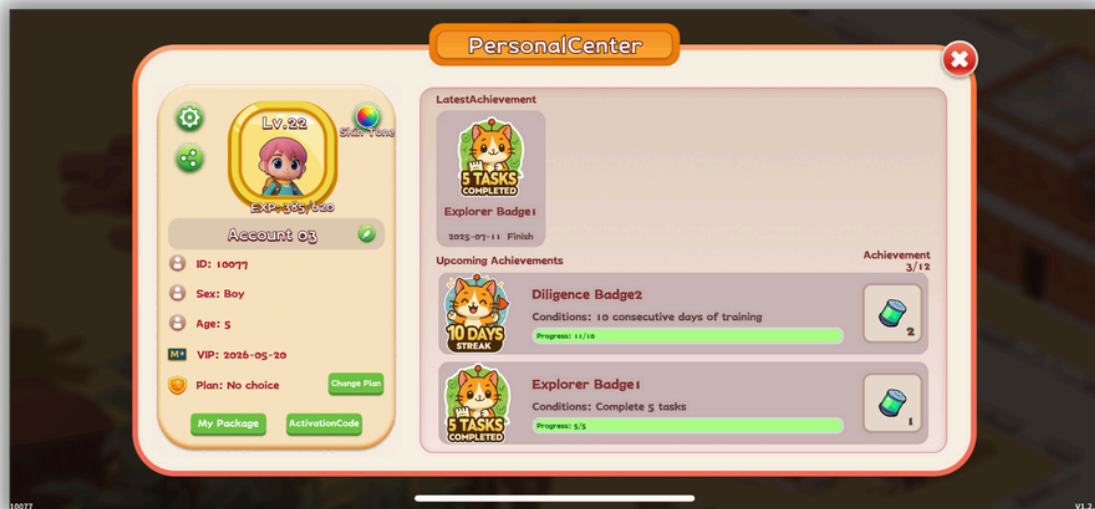 PersonalCenter
Lv.22
Skin Tone
EXP: 385/620
Account 03
ID: 10077
Sex: Boy
Age: 5
M+
VIP: 2026-05-20
Plan: No choice
Change Plan
My Package
ActivationCode
LatestAchievement
5 TASKS
COMPLETED
Explorer Badge1
2025-07-11 Finish
Upcoming Achievements
Achievement
3/12
10 DAYS
STREAK
Diligence Badge2
Conditions: 10 consecutive days of training
Progress: 11/10
2
5 TASKS
COMPLETED
Explorer Badge1
Conditions: Complete 5 tasks
Progress: 5/5
1
10077
V1.2